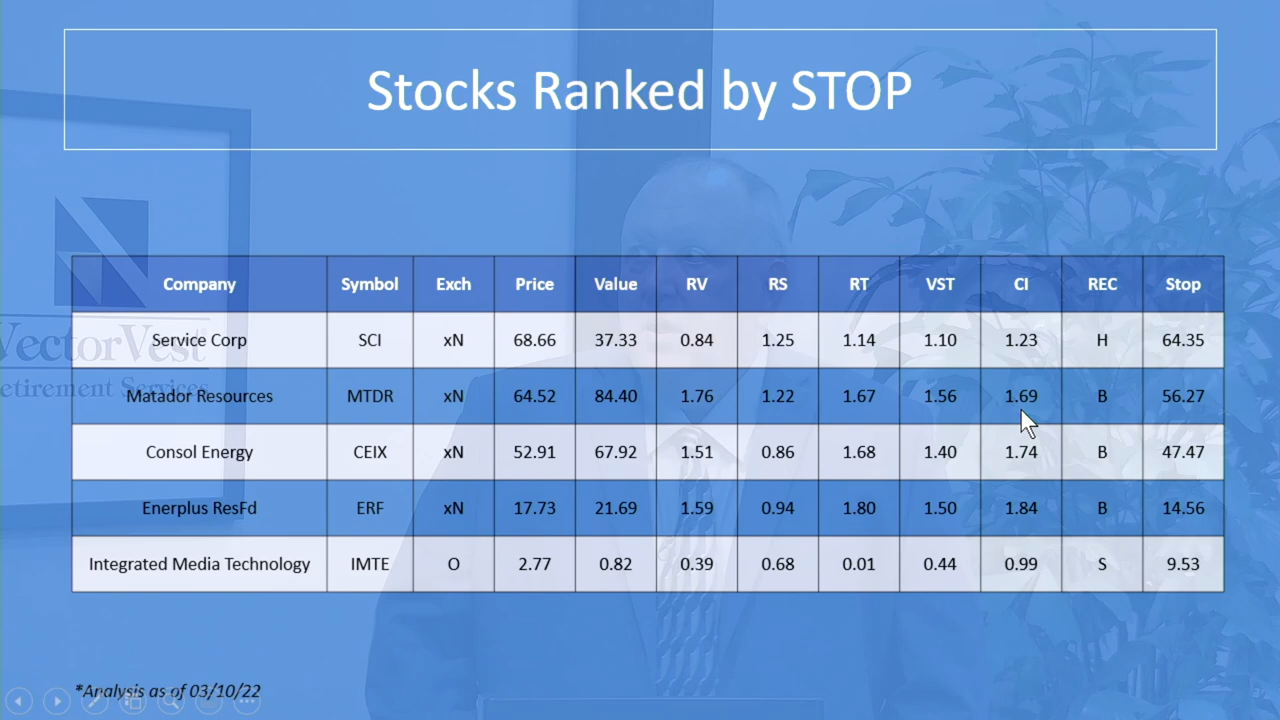 Stocks Ranked by STOP
Company Symbol Exch Price Value RV RS RT VST CI REC Stop
Service Corp SCI xN 68.66 37.33 0.84 1.25 1.14 1.10 1.23 H 64.35
VectorVest®
etirement Services
Matador Resources MTDR xN 64.52 84.40 1.76 1.22 1.67 1.56 1.69 B 56.27
Consol Energy CEIX xN 52.91 67.92 1.51 0.86 1.68 1.40 1.74 B 47.47
Enerplus ResFd ERF xN 17.73 21.69 1.59 0.94 1.80 1.50 1.84 B 14.56
Integrated Media Technology IMTE O 2.77 0.82 0.39 0.68 0.01 0.44 0.99 S 9.53
*Analysis as of 03/10/22